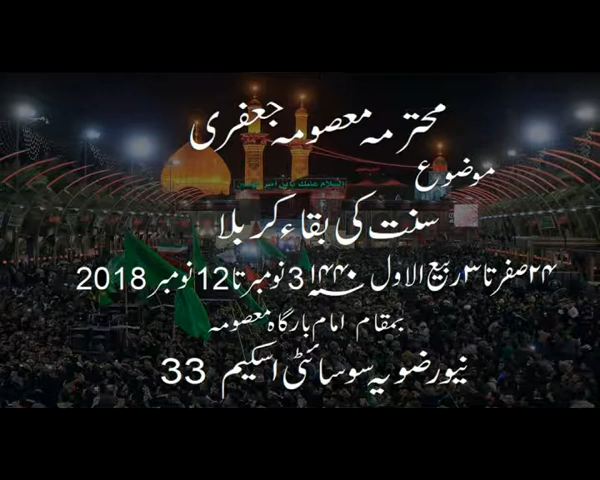 محترمہ معصومہ جعفری
موضوع
سنت کی بقاء کربلا
۲۴ صفر تا ۳ ربیع الاول ۱۴۴۰ 3 نومبر تا 12 نومبر 2018
بمقام امام بارگاہ معصومہ
نیو رضویہ سوسائٹی اسکیم 33